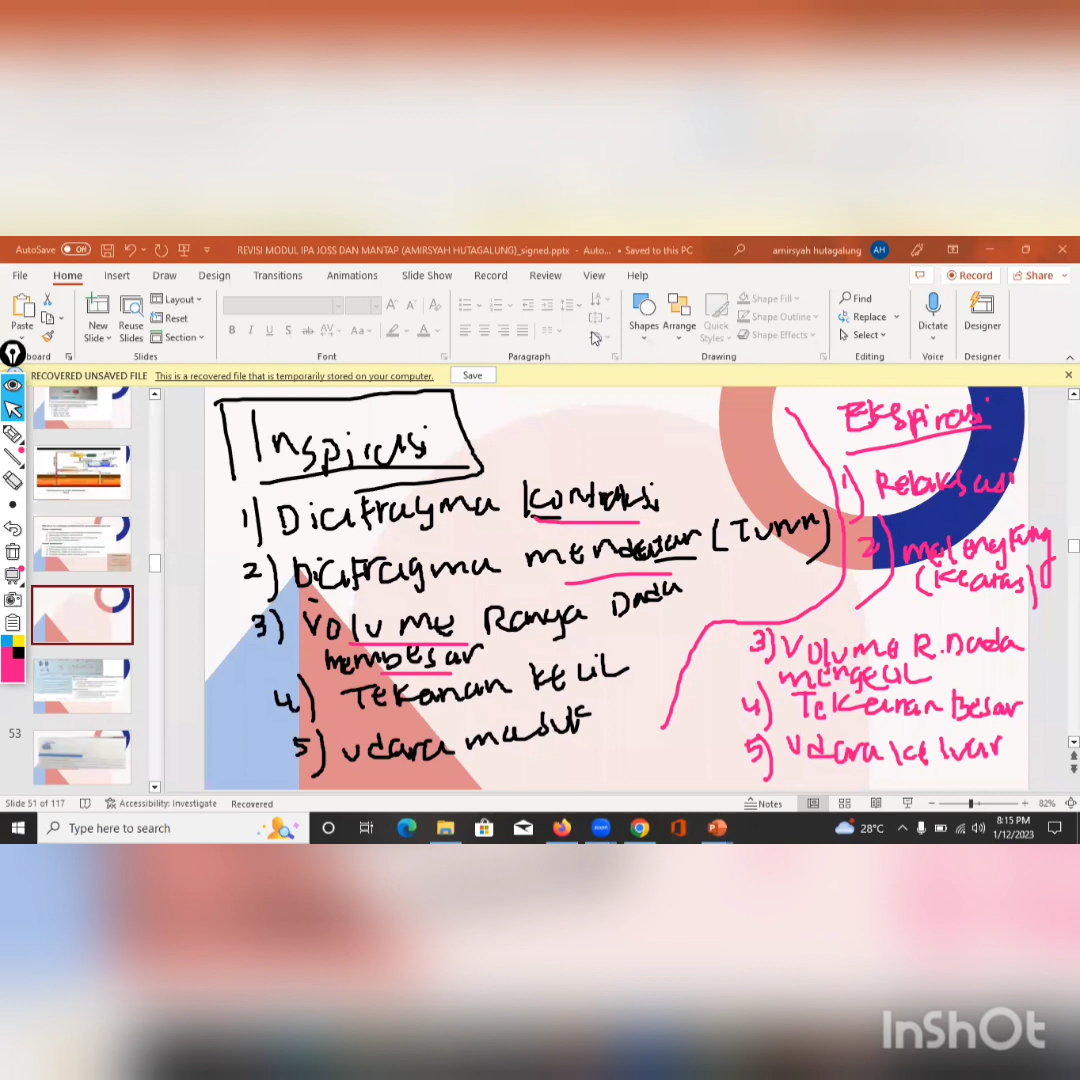 AutoSave Off
REVISI MODUL IPA JOSS DAN MANTAP (AMIRSYAH HUTAGALUNG)_signed.pptx - Auto... • Saved to this PC
amirsyah hutagalung AH
File Home Insert Draw Design Transitions Animations Slide Show Record Review View Help
Record Share
Paste
New Slide
Reuse Slides
Layout
Reset
Section
Shapes Arrange Quick Styles
Shape Fill
Shape Outline
Shape Effects
Find
Replace
Select
Dictate
Designer
board Slides Font Paragraph Drawing Editing Voice Designer
RECOVERED UNSAVED FILE This is a recovered file that is temporarily stored on your computer. Save
Inspirasi
1) Diafragma kontraksi
2) Diafragma mendatar (Turun)
3) Volume Rongga Dada
membesar
4) Tekanan kecil
5) udara masuk
Ekspirasi
1) Relaksasi
2) melengkung
(keatas)
3) Volume R. Dada
mengecil
4) Tekanan Besar
5) Udara keluar
53
Slide 51 of 117 Accessibility: Investigate Recovered Notes 82%
Type here to search
zoom
28°C
8:15 PM
1/12/2023
InShOt